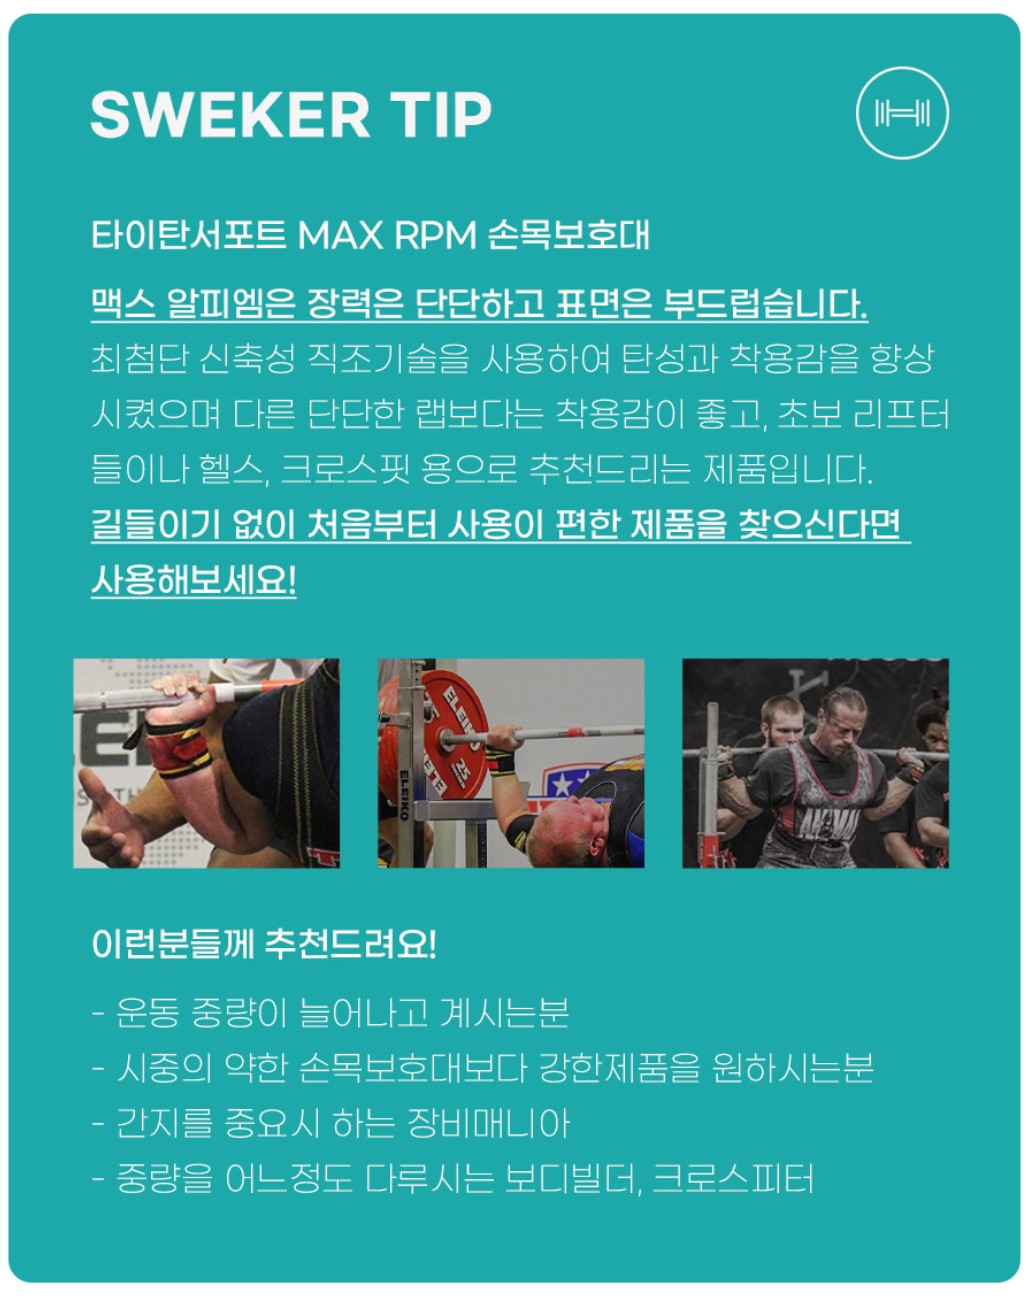 SWEKER TIP
타이탄서포트 MAX RPM 손목보호대
맥스 알피엠은 장력은 단단하고 표면은 부드럽습니다.
최첨단 신축성 직조기술을 사용하여 탄성과 착용감을 향상
시켰으며 다른 단단한 랩보다는 착용감이 좋고, 초보 리프터
들이나 헬스, 크로스핏 용으로 추천드리는 제품입니다.
길들이기 없이 처음부터 사용이 편한 제품을 찾으신다면
사용해보세요!
ELEIKO
25
ELEIKO
ANIMAL
이런분들께 추천드려요!
- 운동 중량이 늘어나고 계시는분
- 시중의 약한 손목보호대보다 강한제품을 원하시는분
- 간지를 중요시 하는 장비매니아
- 중량을 어느정도 다루시는 보디빌더, 크로스피터